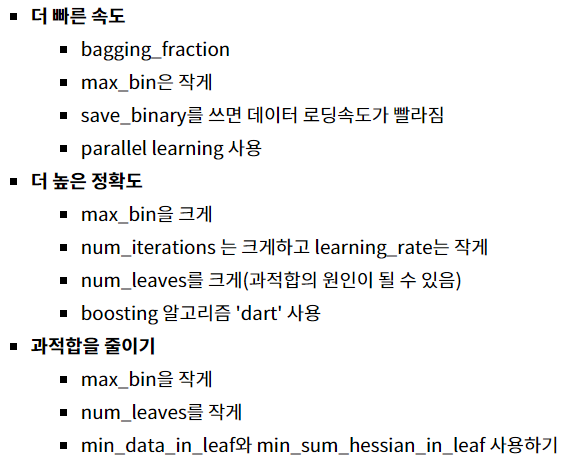 더 빠른 속도
bagging_fraction
max_bin은 작게
save_binary를 쓰면 데이터 로딩속도가 빨라짐
parallel learning 사용
더 높은 정확도
max_bin을 크게
num_iterations 는 크게하고 learning_rate는 작게
num_leaves를 크게(과적합의 원인이 될 수 있음)
boosting 알고리즘 'dart' 사용
과적합을 줄이기
max_bin을 작게
num_leaves를 작게
min_data_in_leaf와 min_sum_hessian_in_leaf 사용하기